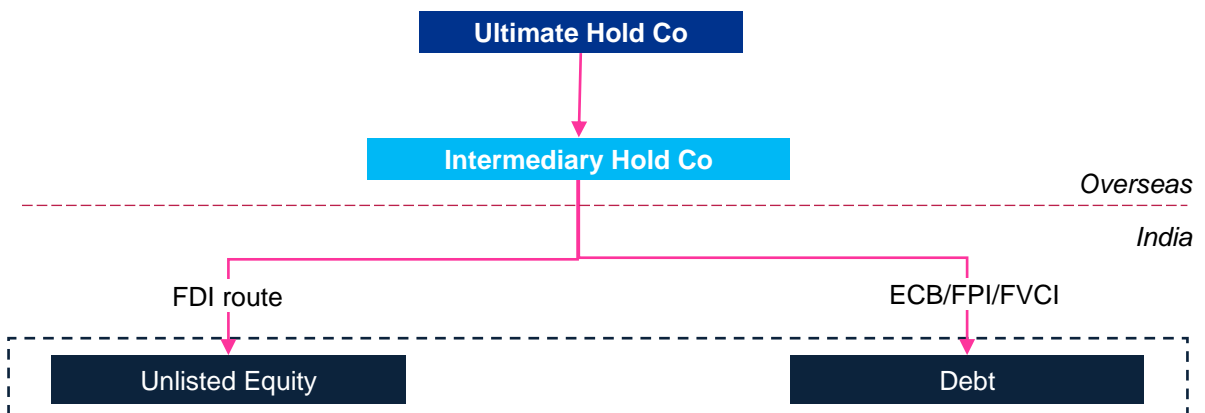 Ultimate Hold Co
Intermediary Hold Co
Overseas
India
FDI route
ECB/FPI/FVCI
Unlisted Equity
Debt